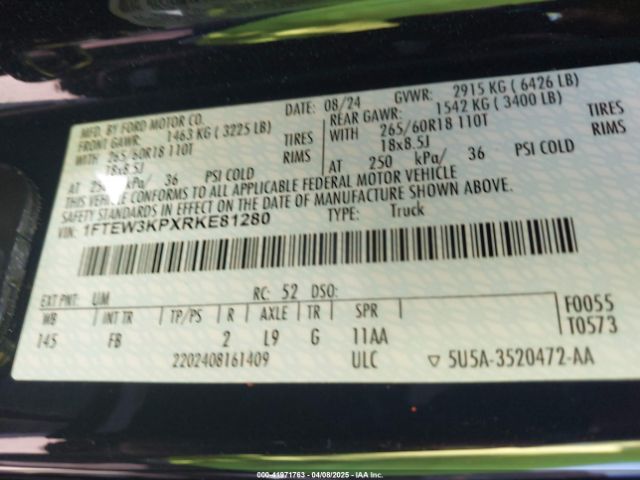 MFD. BY FORD MOTOR CO. DATE: 08/24 GVWR: 2915 KG ( 6426 LB)
FRONT GAWR: 1463 KG ( 3225 LB) REAR GAWR: 1542 KG ( 3400 LB)
WITH 265/60R18 110T TIRES WITH 265/60R18 110T TIRES
18x8.5J RIMS 18x8.5J RIMS
AT 250 kPa/ 36 PSI COLD AT 250 kPa/ 36 PSI COLD
THIS VEHICLE CONFORMS TO ALL APPLICABLE FEDERAL MOTOR VEHICLE
SAFETY STANDARDS IN EFFECT ON THE DATE OF MANUFACTURE SHOWN ABOVE.
VIN: 1FTEW3KPXRKE81280 TYPE: Truck
EXT PNT: UM RC: 52 DSO:
WB INT TR TP/PS R AXLE TR SPR F0055
145 FB 2 L9 G 11AA T0573
2202408161409 ULC ▽ 5U5A-3520472-AA
000-41971763 - 04/08/2025 - IAA, Inc.